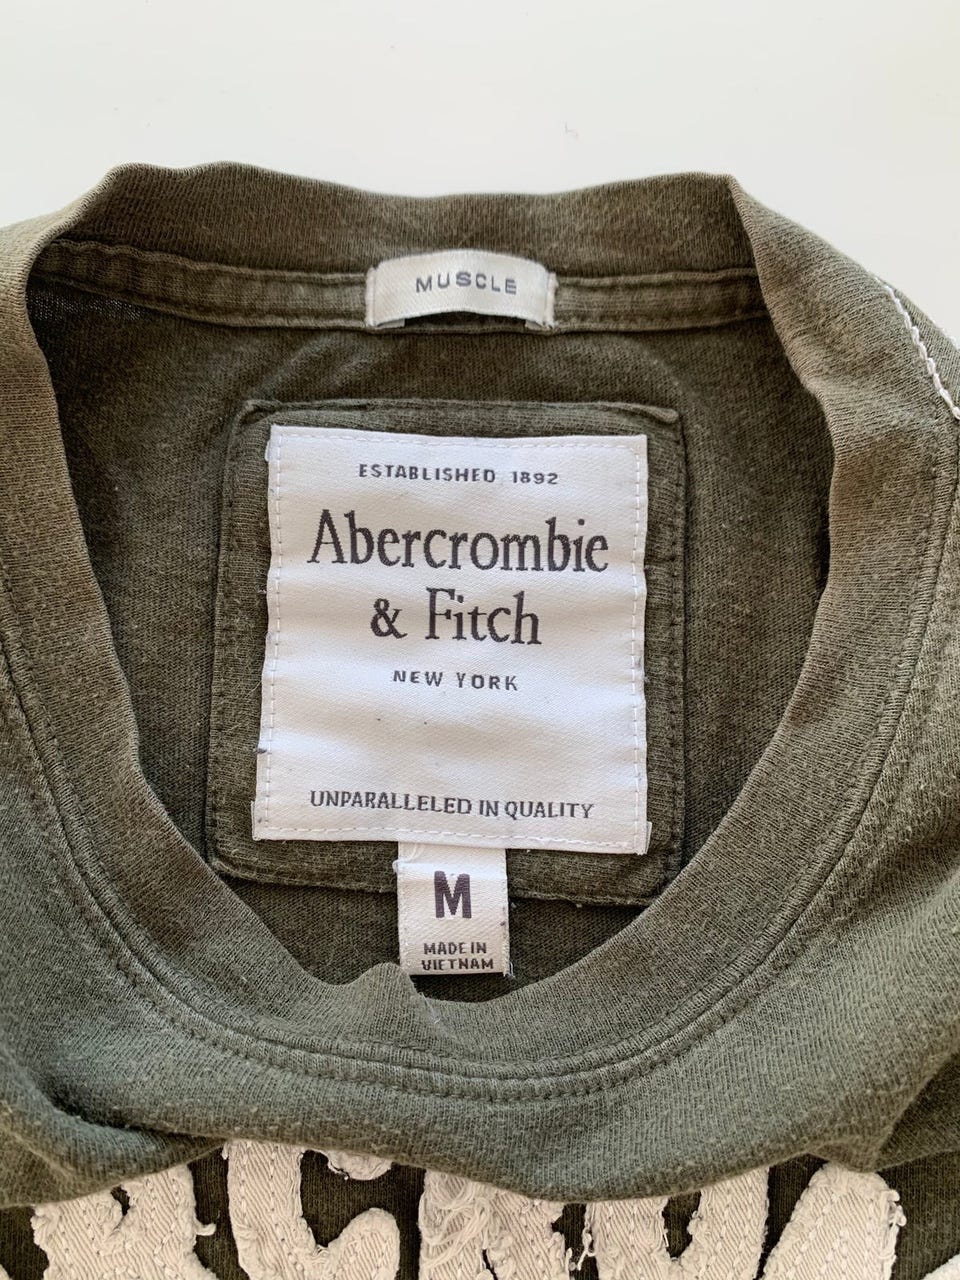 MUSCLE
ESTABLISHED 1892
Abercrombie
& Fitch
NEW YORK
UNPARALLELED IN QUALITY
M
MADE IN
VIETNAM